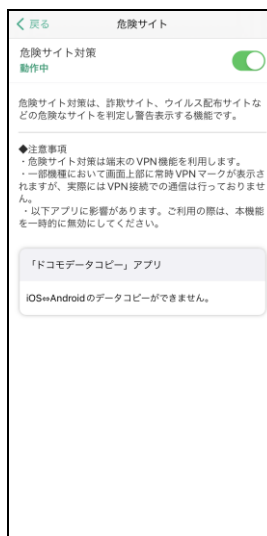 戻る 危険サイト
危険サイト対策
動作中
危険サイト対策は、詐欺サイト、ウイルス配布サイトな
どの危険なサイトを判定し警告表示する機能です。
◆注意事項
・危険サイト対策は端末のVPN機能を利用します。
・一部機種において画面上部に常時VPNマークが表示さ
れますが、実際にはVPN接続での通信は行っておりませ
ん。
・以下アプリに影響があります。ご利用の際は、本機能
を一時的に無効にしてください。
「ドコモデータコピー」アプリ
iOS⇔Androidのデータコピーができません。